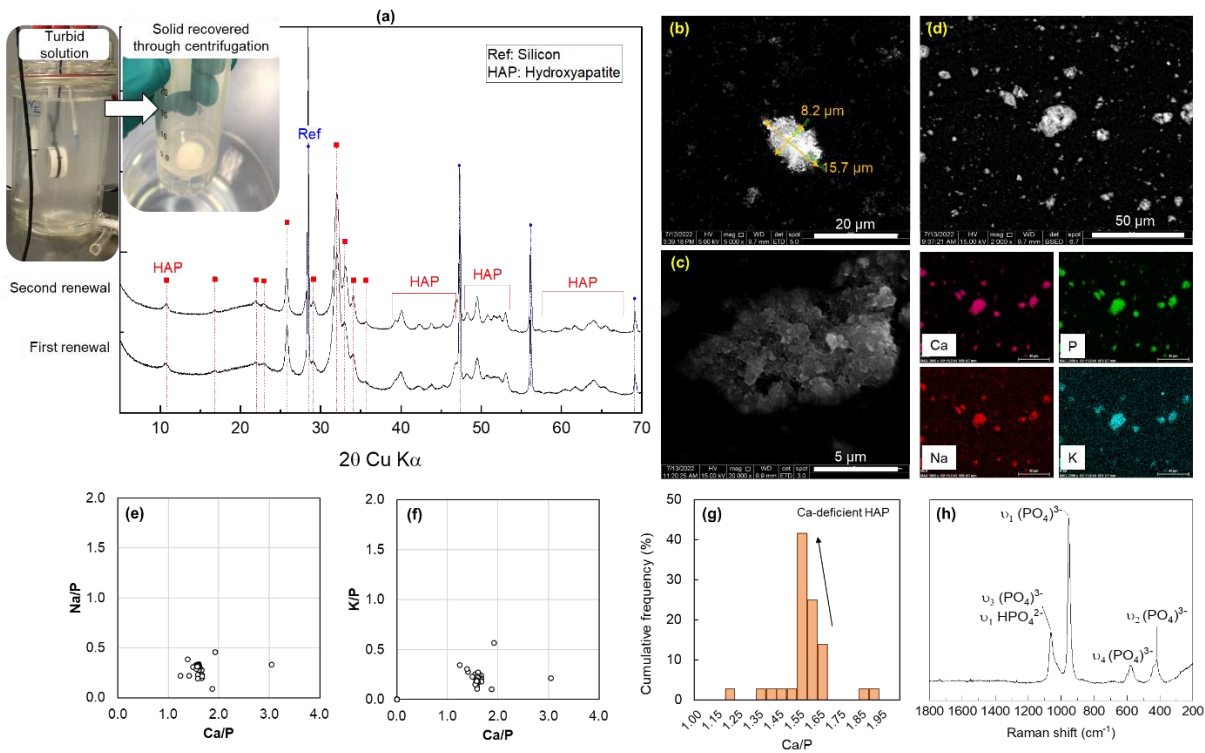 (a)
Turbid
solution
Solid recovered
through centrifugation
Ref: Silicon
HAP: Hydroxyapatite
Ref
HAP
HAP
HAP
HAP
Second renewal
First renewal
10
20
30
40
50
60
70
2θ Cu Kα
(b)
8.2 µm
15.7 µm
20 µm
(c)
5 µm
(d)
50 µm
Ca
P
Na
K
(e)
2.0
1.5
1.0
0.5
0.0
Na/P
0.0
1.0
2.0
3.0
4.0
Ca/P
(f)
2.0
1.5
1.0
0.5
0.0
K/P
0.0
1.0
2.0
3.0
4.0
Ca/P
(g)
Ca-deficient HAP
50
40
30
20
10
0
Cumulative frequency (%)
1.00
1.15
1.25
1.35
1.45
1.55
1.65
1.75
1.85
1.95
Ca/P
(h)
υ1 (PO4)3-
υ3 (PO4)3-
υ1 HPO42-
υ2 (PO4)3-
υ4 (PO4)3-
1800 1600 1400 1200 1000 800 600 400 200
Raman shift (cm-1)